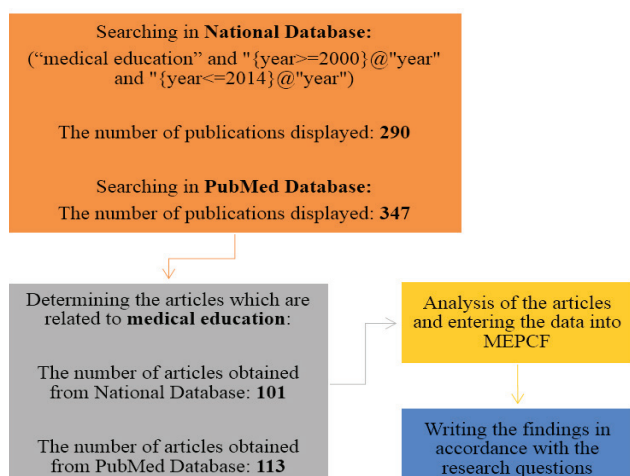 Searching in National Database:
(“medical education” and "{year>=2000}@"year"
and "{year<=2014}@"year")
The number of publications displayed: 290
Searching in PubMed Database:
The number of publications displayed: 347
Determining the articles which are
related to medical education:
The number of articles obtained
from National Database: 101
The number of articles obtained
from PubMed Database: 113
Analysis of the articles
and entering the data into
MEPCF
Writing the findings in
accordance with the
research questions